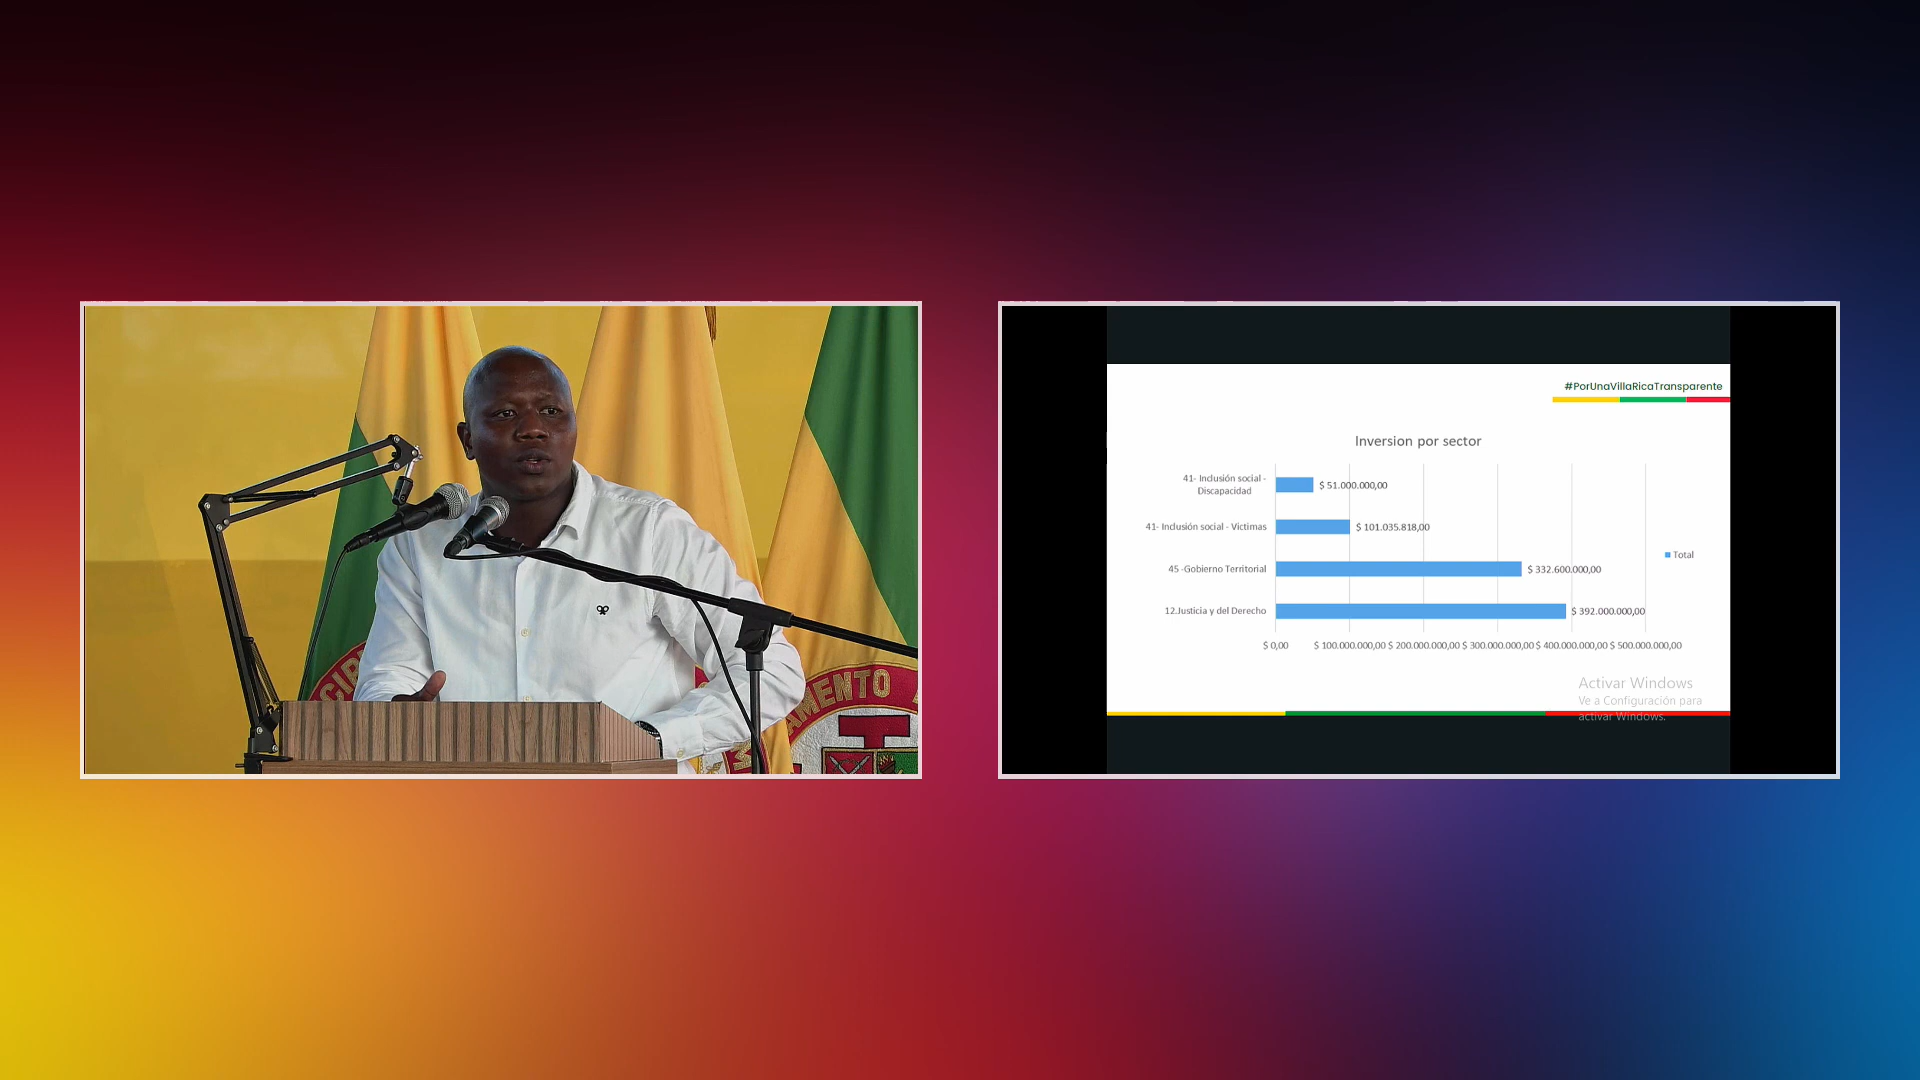 CIP
AMENTO
#PorUnaVillaRicaTransparente
Inversion por sector
41- Inclusión social -
Discapacidad
$ 51.000.000,00
41- Inclusión social - Víctimas
$ 101.035.818,00
Total
45 -Gobierno Territorial
$ 332.600.000,00
12.Justicia y del Derecho
$ 392.000.000,00
$ 0,00 $ 100.000.000,00 $ 200.000.000,00 $ 300.000.000,00 $ 400.000.000,00 $ 500.000.000,00
Activar Windows
Ve a Configuración para
activar Windows.